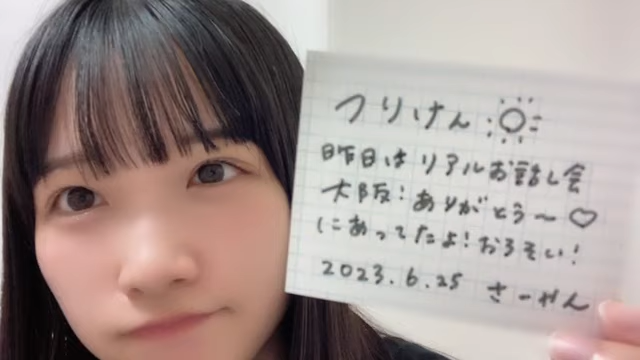 つりけん
昨日はリアルお話し会
大阪!ありがとう〜♡
にあってたよ!おろそい!
2023.6.25 さーやん